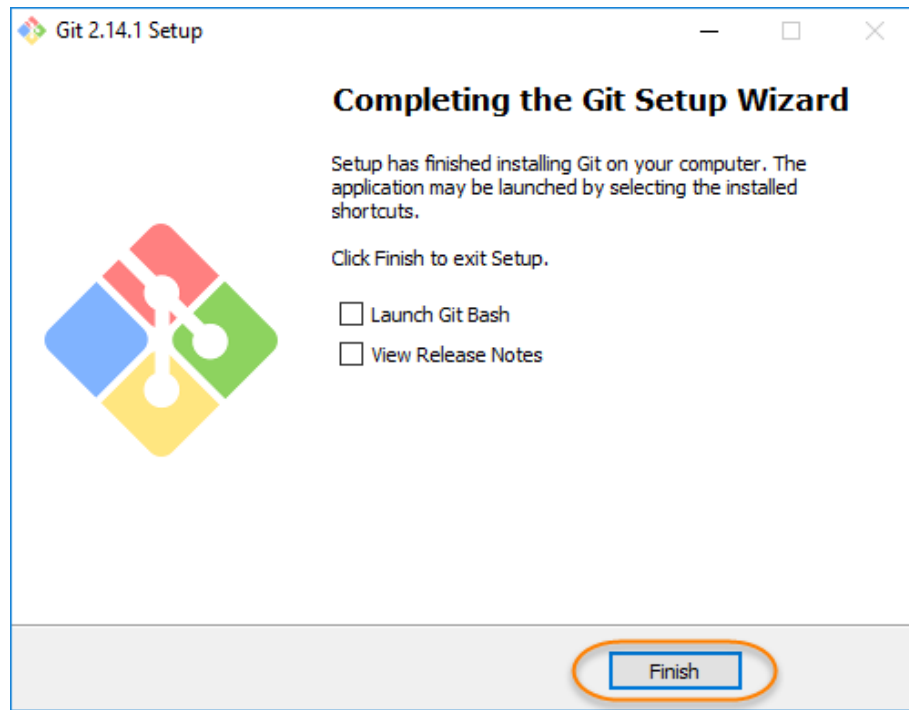 Git 2.14.1 Setup
Completing the Git Setup Wizard
Setup has finished installing Git on your computer. The
application may be launched by selecting the installed
shortcuts.
Click Finish to exit Setup.
Launch Git Bash
View Release Notes
Finish